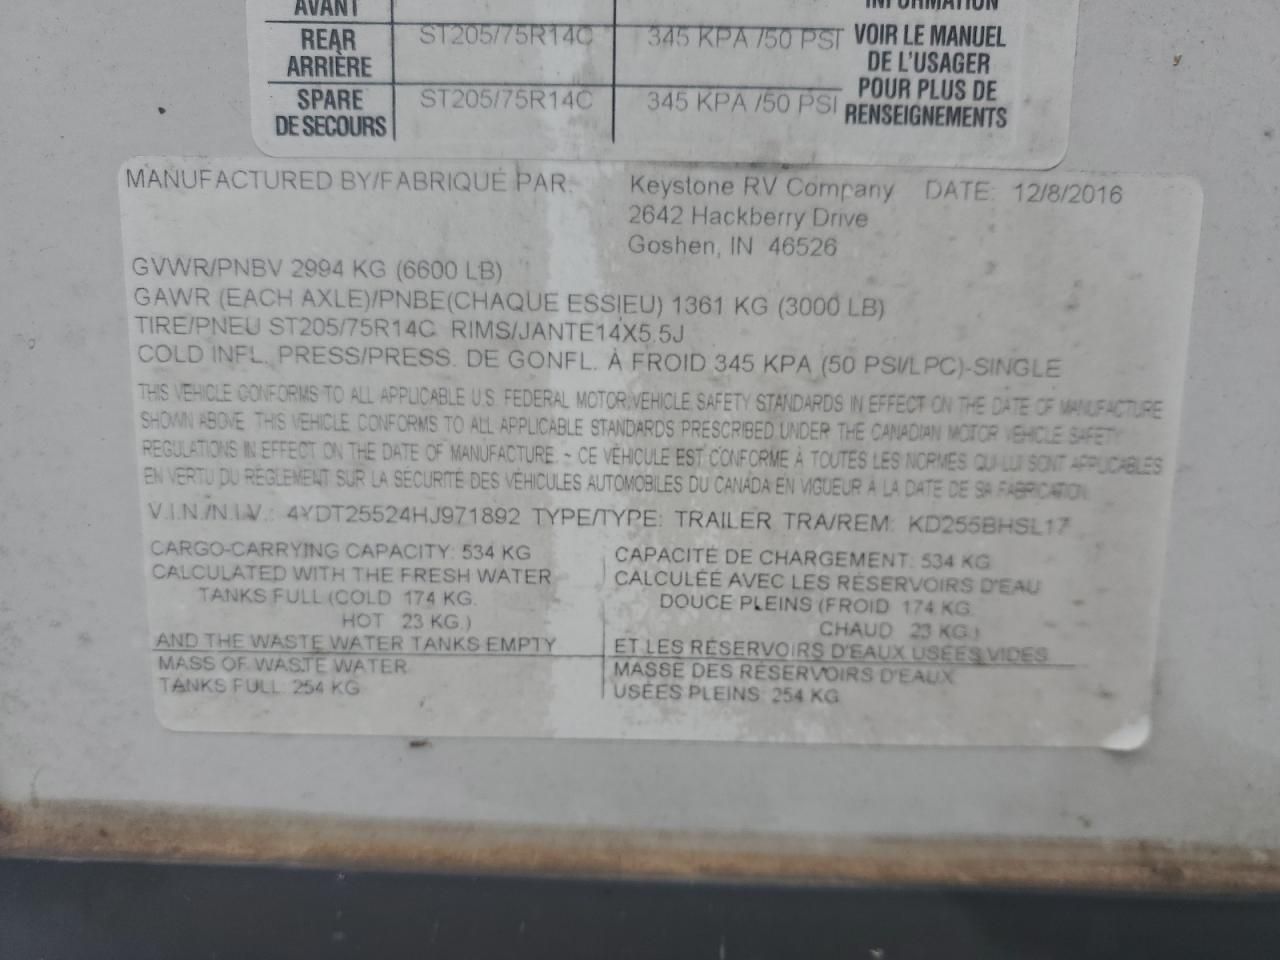 AVANT INFORMATION
REAR ST205/75R14C 345 KPA /50 PSI VOIR LE MANUEL
ARRIÈRE DE L'USAGER
SPARE ST205/75R14C 345 KPA /50 PSI POUR PLUS DE
DE SECOURS RENSEIGNEMENTS
MANUFACTURED BY/FABRIQUÉ PAR: Keystone RV Company DATE: 12/8/2016
2642 Hackberry Drive
Goshen, IN 46526
GVWR/PNBV 2994 KG (6600 LB)
GAWR (EACH AXLE)/PNBE(CHAQUE ESSIEU) 1361 KG (3000 LB)
TIRE/PNEU ST205/75R14C RIMS/JANTE14X5.5J
COLD INFL. PRESS/PRESS. DE GONFL. À FROID 345 KPA (50 PSI/LPC)-SINGLE
THIS VEHICLE CONFORMS TO ALL APPLICABLE U.S. FEDERAL MOTOR VEHICLE SAFETY STANDARDS IN EFFECT ON THE DATE OF MANUFACTURE
SHOWN ABOVE. THIS VEHICLE CONFORMS TO ALL APPLICABLE STANDARDS PRESCRIBED UNDER THE CANADIAN MOTOR VEHICLE SAFETY
REGULATIONS IN EFFECT ON THE DATE OF MANUFACTURE. - CE VÉHICULE EST CONFORME À TOUTES LES NORMES QUI LUI SONT APPLICABLES
EN VERTU DU RÈGLEMENT SUR LA SÉCURITÉ DES VÉHICULES AUTOMOBILES DU CANADA EN VIGUEUR À LA DATE DE SA FABRICATION.
V.I.N./N.I.V.: 4YDT25524HJ971892 TYPE/TYPE: TRAILER TRA/REM: KD255BHSL17
CARGO-CARRYING CAPACITY: 534 KG
CALCULATED WITH THE FRESH WATER
TANKS FULL (COLD 174 KG.
HOT 23 KG.)
AND THE WASTE WATER TANKS EMPTY
MASS OF WASTE WATER
TANKS FULL: 254 KG
CAPACITÉ DE CHARGEMENT: 534 KG
CALCULÉE AVEC LES RÉSERVOIRS D'EAU
DOUCE PLEINS (FROID 174 KG.
CHAUD 23 KG.)
ET LES RÉSERVOIRS D'EAUX USÉES VIDES
MASSE DES RÉSERVOIRS D'EAUX
USÉES PLEINS: 254 KG